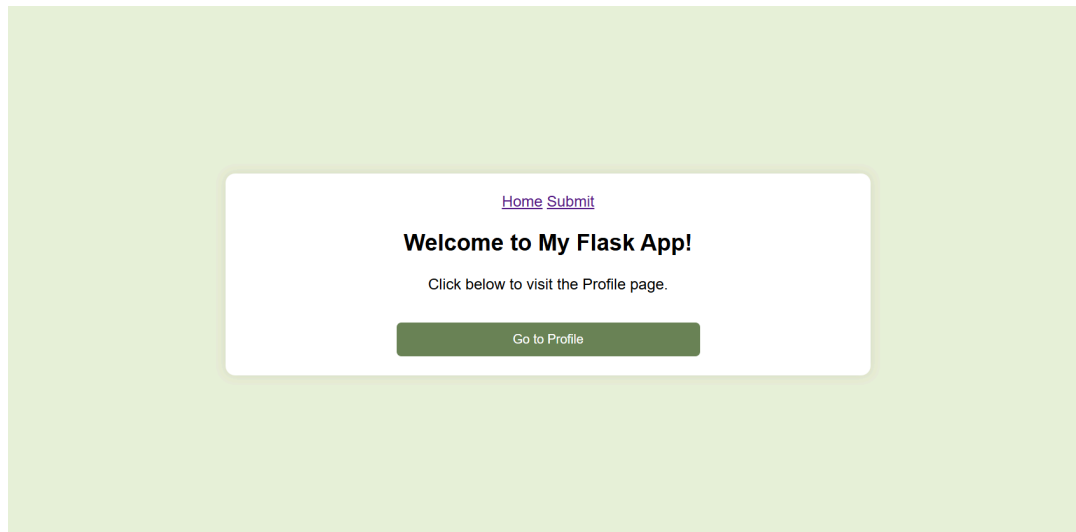 Home Submit
Welcome to My Flask App!
Click below to visit the Profile page.
Go to Profile